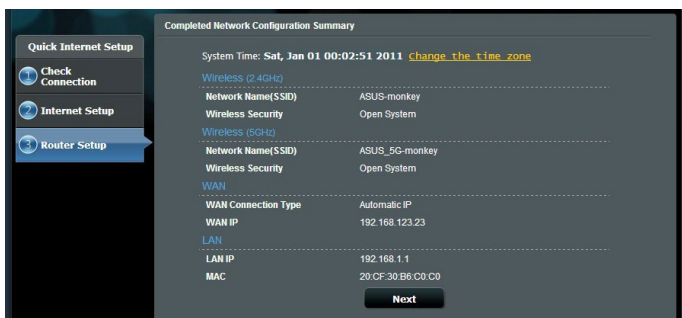 Completed Network Configuration Summary
Quick Internet Setup
1 Check Connection
2 Internet Setup
3 Router Setup
System Time: Sat, Jan 01 00:02:51 2011 Change the time zone
Wireless (2.4GHz)
Network Name(SSID) ASUS-monkey
Wireless Security Open System
Wireless (5GHz)
Network Name(SSID) ASUS_5G-monkey
Wireless Security Open System
WAN
WAN Connection Type Automatic IP
WAN IP 192.168.123.23
LAN
LAN IP 192.168.1.1
MAC 20:CF:30:B6:C0:C0
Next